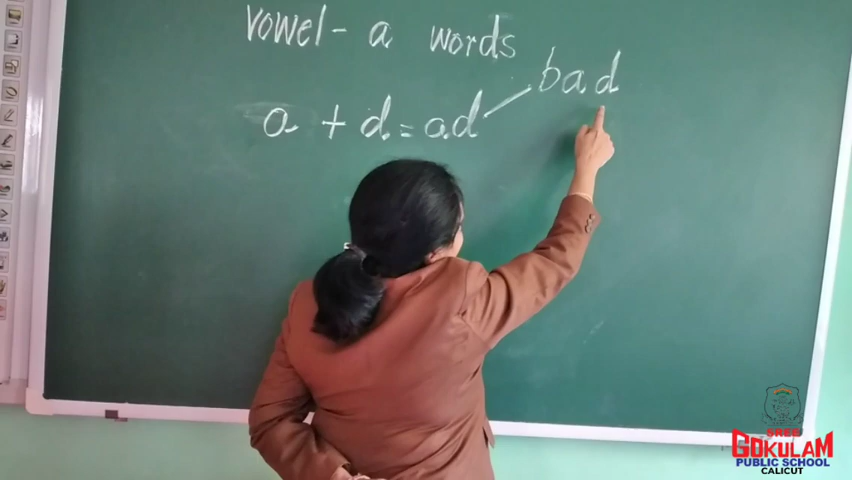 vowel - a words
bad
a + d = ad
SREE
GOKULAM
PUBLIC SCHOOL
CALICUT